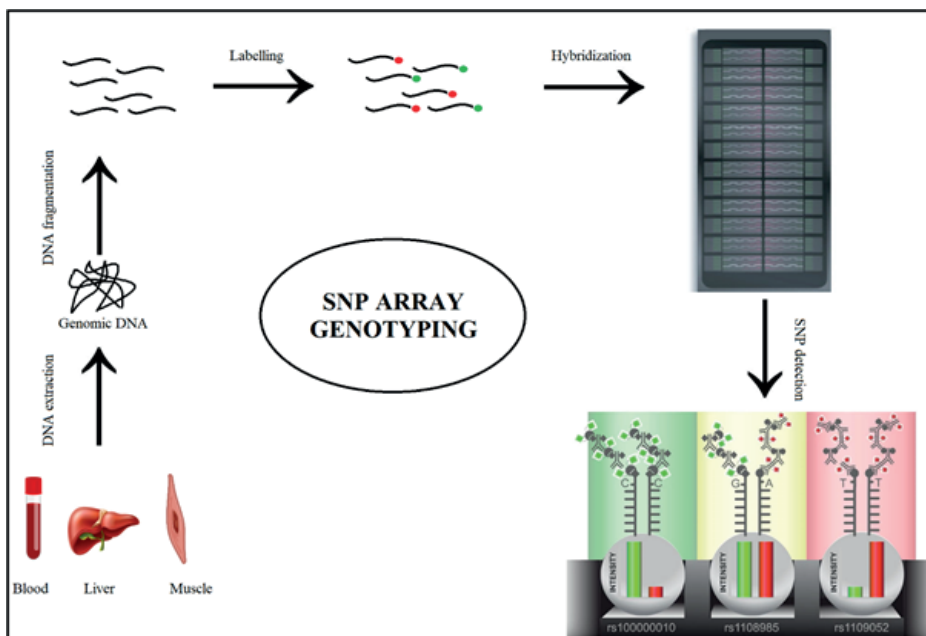 Labelling
Hybridization
DNA fragmentation
Genomic DNA
SNP ARRAY
GENOTYPING
DNA extraction
SNP detection
Blood
Liver
Muscle
C C
G A
T T
INTENSITY
INTENSITY
INTENSITY
rs100000010
rs1108985
rs1109052